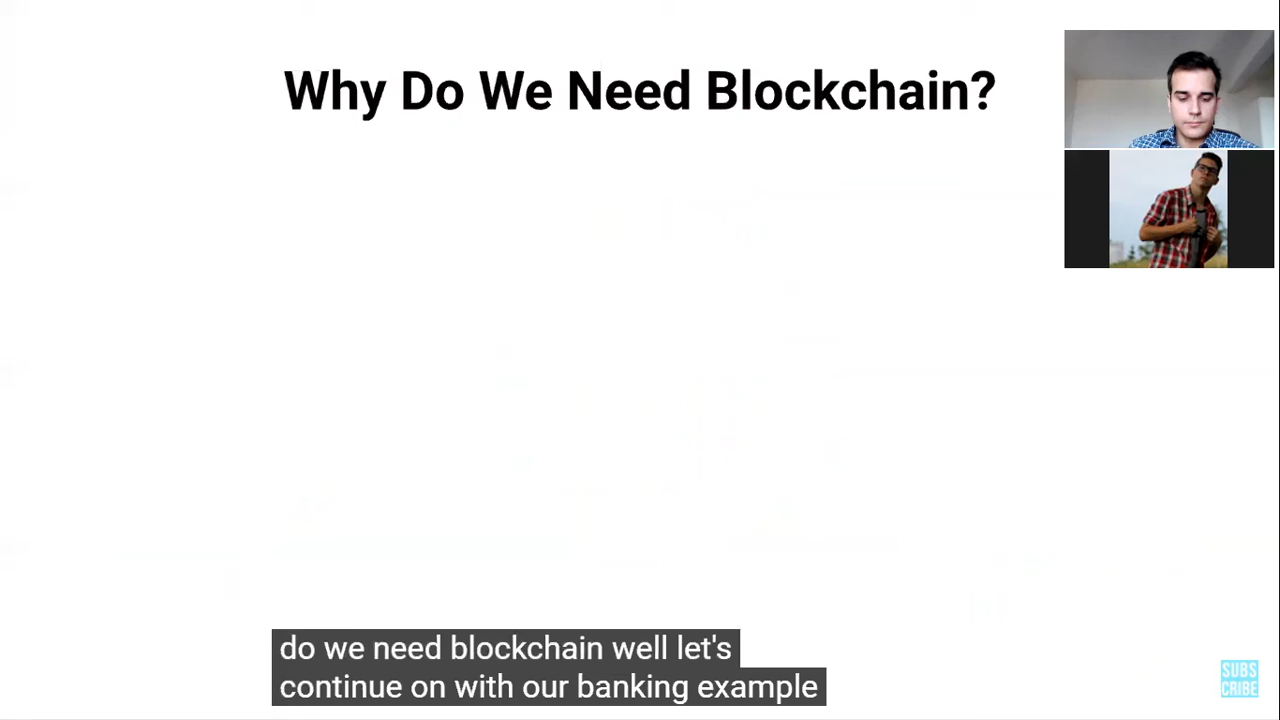 Why Do We Need Blockchain?
do we need blockchain well let's
continue on with our banking example
SUBS
CRIBE